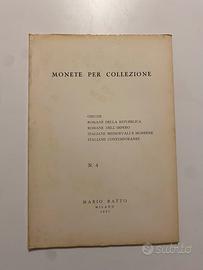 MONETE PER COLLEZIONE
GRECHE
ROMANE DELLA REPUBBLICA
ROMANE DELL'IMPERO
ITALIANE MEDIOEVALI E MODERNE
ITALIANE CONTEMPORANEE
N. 4
MARIO RATTO
MILANO
subito